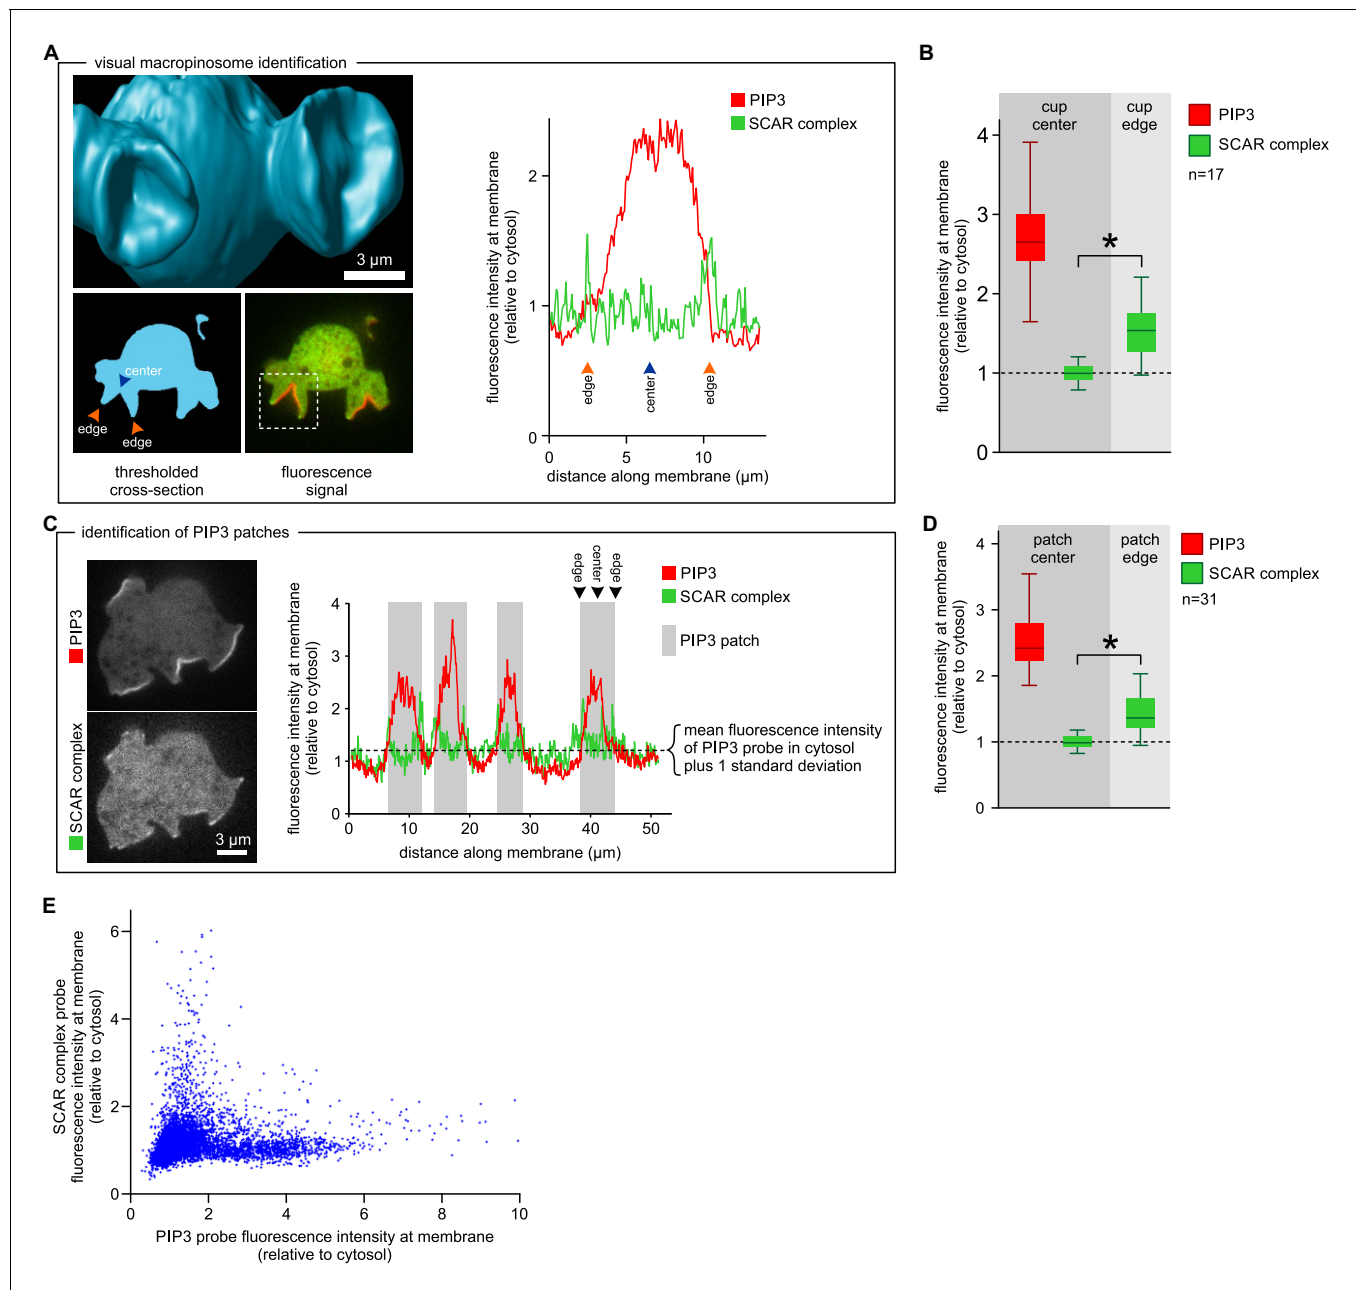 A
visual macropinosome identification
3 µm
center
edge
edge
thresholded
cross-section
fluorescence
signal
PIP3
SCAR complex
fluorescence intensity at membrane
(relative to cytosol)
2
1
0
edge
center
edge
0
5
10
distance along membrane (µm)
B
cup
center
cup
edge
PIP3
SCAR complex
n=17
fluorescence intensity at membrane
(relative to cytosol)
4
3
2
1
0
*
C
identification of PIP3 patches
PIP3
SCAR complex
3 µm
edge
center
edge
PIP3
SCAR complex
PIP3 patch
fluorescence intensity at membrane
(relative to cytosol)
4
3
2
1
0
0
10
20
30
40
50
distance along membrane (µm)
mean fluorescence intensity
of PIP3 probe in cytosol
plus 1 standard deviation
D
patch
center
patch
edge
PIP3
SCAR complex
n=31
fluorescence intensity at membrane
(relative to cytosol)
4
3
2
1
0
*
E
SCAR complex probe
fluorescence intensity at membrane
(relative to cytosol)
6
4
2
0
0
2
4
6
8
10
PIP3 probe fluorescence intensity at membrane
(relative to cytosol)